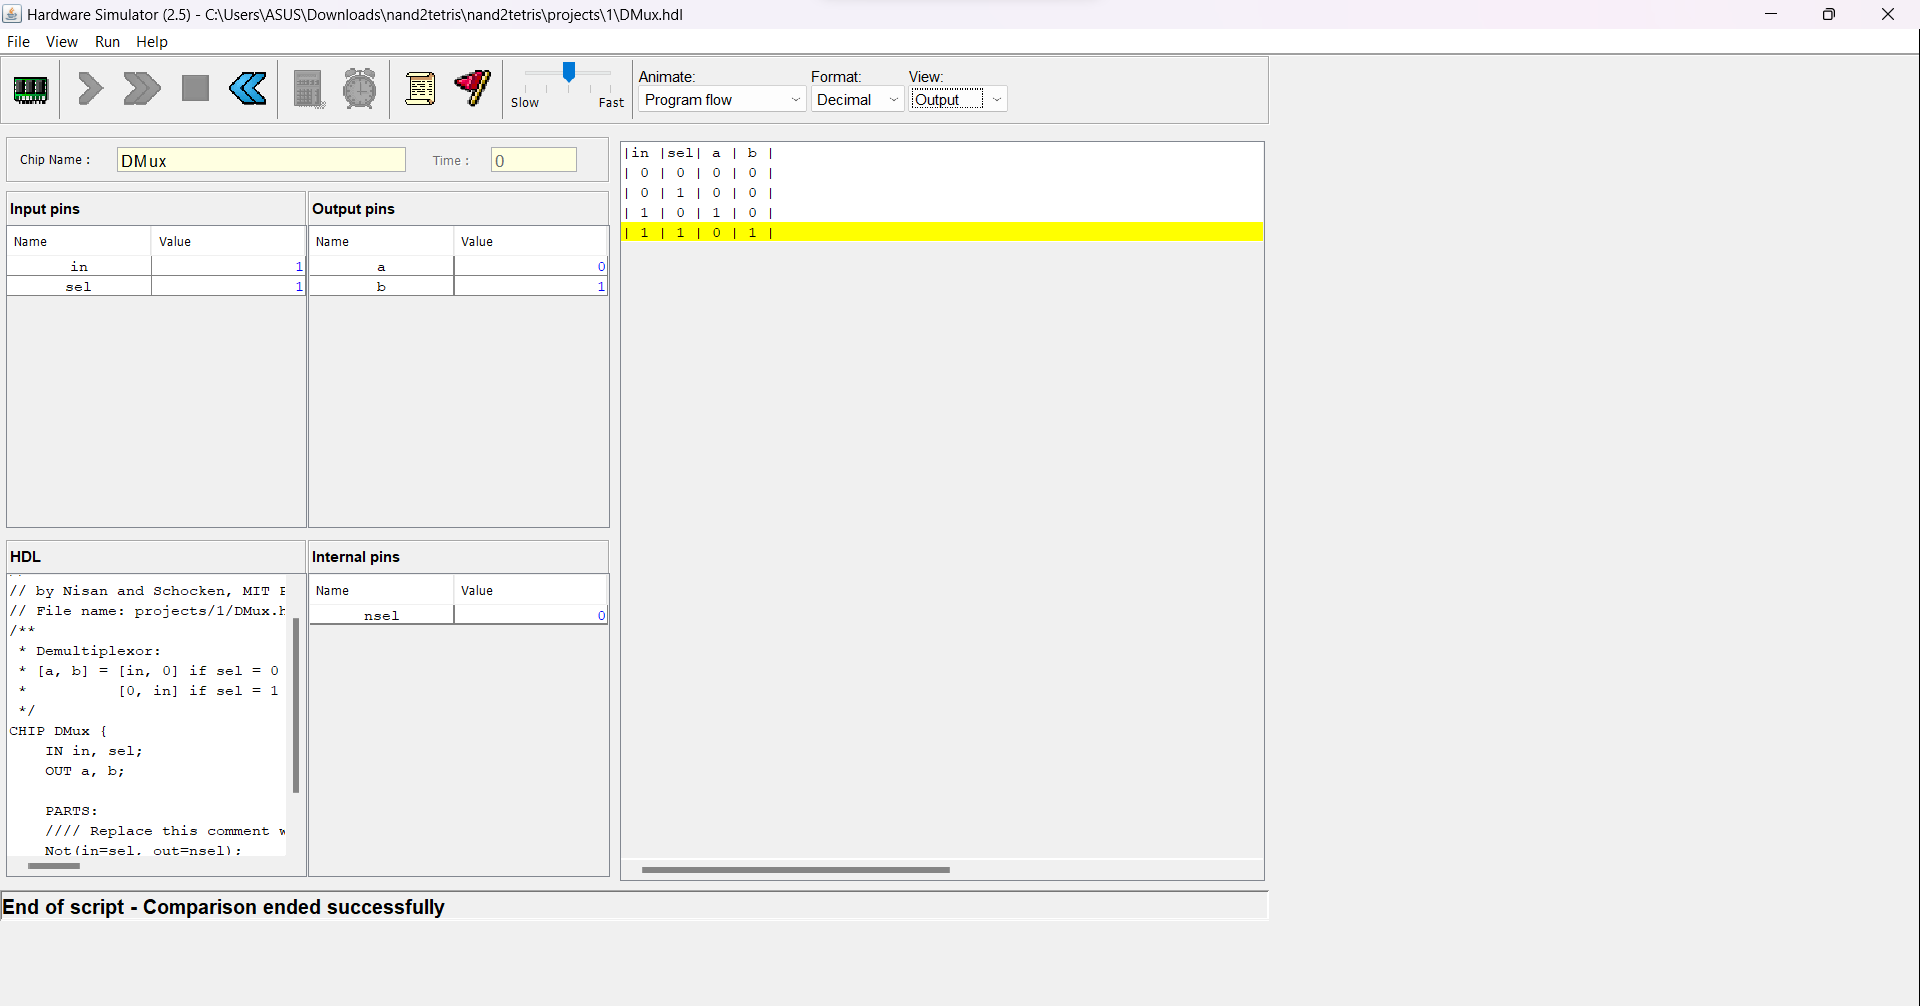 Hardware Simulator (2.5) - C:\Users\ASUS\Downloads\nand2tetris\nand2tetris\projects\1\DMux.hdl
File View Run Help
Slow Fast
Animate: Format: View:
Program flow Decimal Output
Chip Name : DMux Time : 0
|in |sel| a | b |
| 0 | 0 | 0 | 0 |
| 0 | 1 | 0 | 0 |
| 1 | 0 | 1 | 0 |
| 1 | 1 | 0 | 1 |
Input pins
Name Value
in 1
sel 1
Output pins
Name Value
a 0
b 1
HDL
// by Nisan and Schocken, MIT
// File name: projects/1/DMux.h
/**
* Demultiplexor:
* [a, b] = [in, 0] if sel = 0
* [0, in] if sel = 1
*/
CHIP DMux {
IN in, sel;
OUT a, b;
PARTS:
//// Replace this comment
Not(in=sel, out=nsel);
Internal pins
Name Value
nsel 0
End of script - Comparison ended successfully